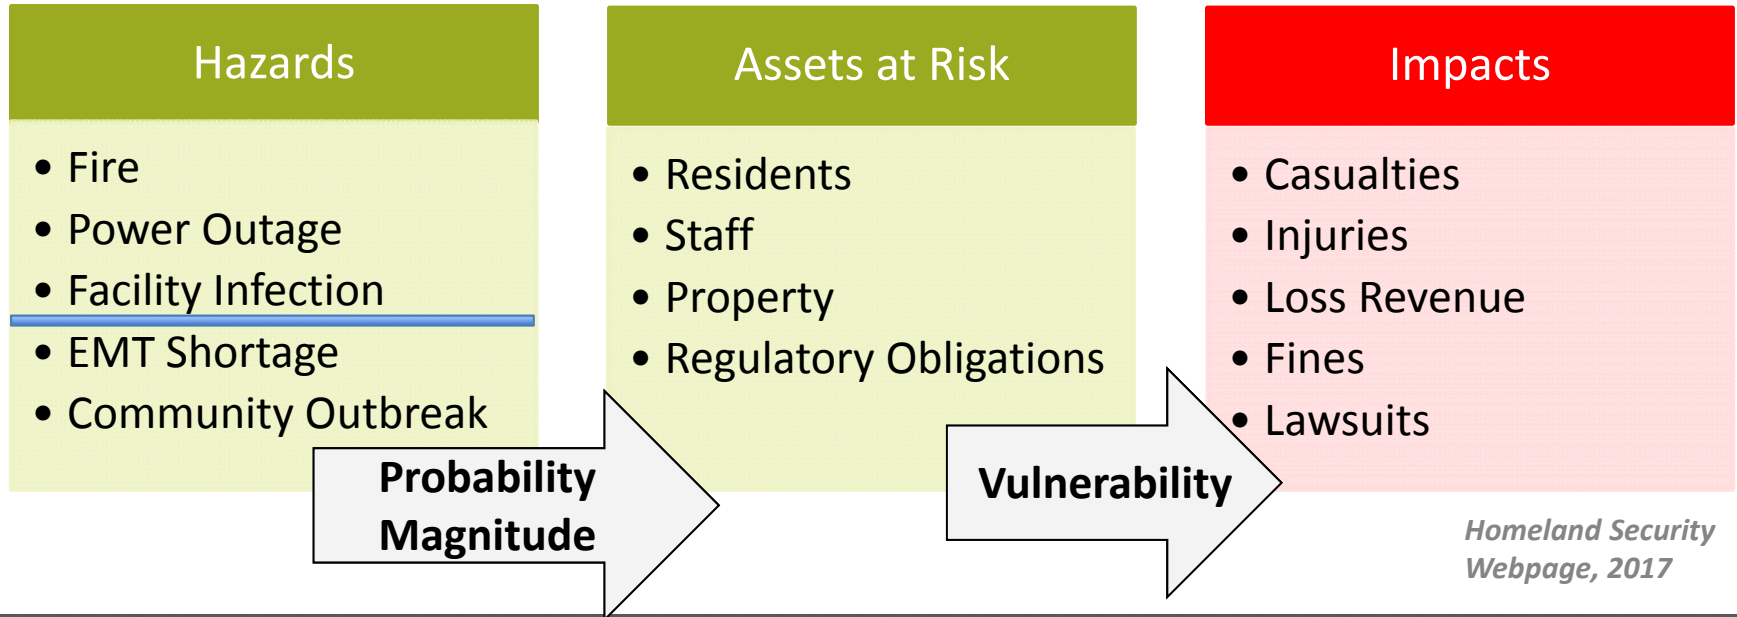 Hazards
• Fire
• Power Outage
• Facility Infection
• EMT Shortage
• Community Outbreak
Probability
Magnitude
Assets at Risk
• Residents
• Staff
• Property
• Regulatory Obligations
Vulnerability
Impacts
• Casualties
• Injuries
• Loss Revenue
• Fines
• Lawsuits
Homeland Security
Webpage, 2017